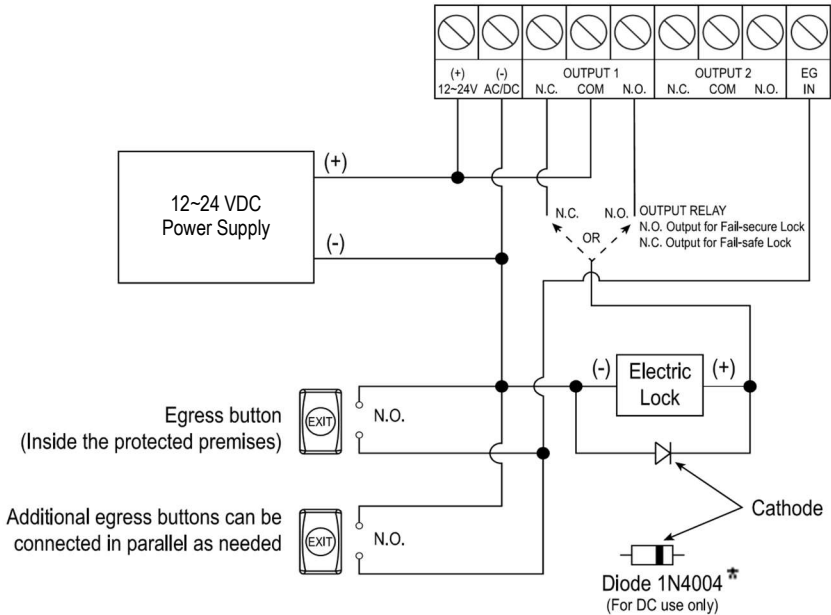 (+) (-) OUTPUT 1 OUTPUT 2 EG
12~24V AC/DC N.C. COM N.O. N.C. COM N.O. IN
(+)
12~24 VDC
Power Supply
(-)
N.C. N.O. OUTPUT RELAY
OR N.O. Output for Fail-secure Lock
N.C. Output for Fail-safe Lock
(-) Electric (+)
Lock
Egress button
(Inside the protected premises)
EXIT
N.O.
Cathode
Additional egress buttons can be
connected in parallel as needed
EXIT
N.O.
Diode 1N4004 *
(For DC use only)